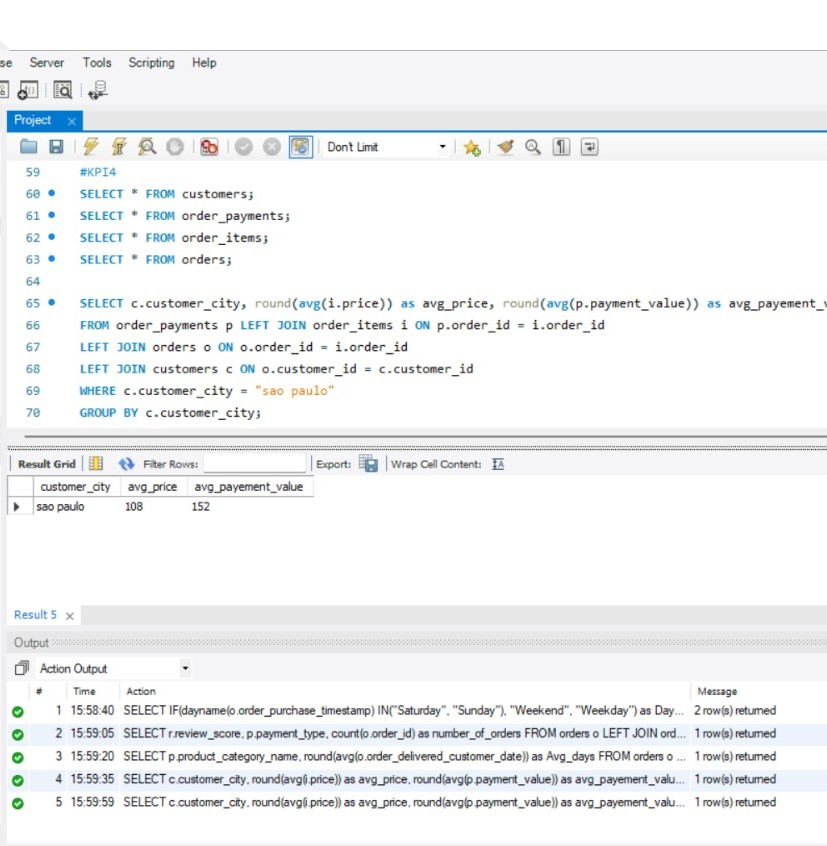 se Server Tools Scripting Help
Project
Don't Limit
59 #KPI4
60 SELECT * FROM customers;
61 SELECT * FROM order_payments;
62 SELECT * FROM order_items;
63 SELECT * FROM orders;
64
65 SELECT c.customer_city, round(avg(i.price)) as avg_price, round(avg(p.payment_value)) as avg_payement_v
66 FROM order_payments p LEFT JOIN order_items i ON p.order_id = i.order_id
67 LEFT JOIN orders o ON o.order_id = i.order_id
68 LEFT JOIN customers c ON o.customer_id = c.customer_id
69 WHERE c.customer_city = "sao paulo"
70 GROUP BY c.customer_city;
Result Grid Filter Rows: Export: Wrap Cell Content:
customer_city avg_price avg_payement_value
sao paulo 108 152
Result 5
Output
Action Output
# Time Action Message
1 15:58:40 SELECT IF(dayname(o.order_purchase_timestamp) IN("Saturday", "Sunday"), "Weekend", "Weekday") as Day... 2 row(s) returned
2 15:59:05 SELECT r.review_score, p.payment_type, count(o.order_id) as number_of_orders FROM orders o LEFT JOIN ord... 1 row(s) returned
3 15:59:20 SELECT p.product_category_name, round(avg(o.order_delivered_customer_date)) as Avg_days FROM orders o ... 1 row(s) returned
4 15:59:35 SELECT c.customer_city, round(avg(i.price)) as avg_price, round(avg(p.payment_value)) as avg_payement_valu... 1 row(s) returned
5 15:59:59 SELECT c.customer_city, round(avg(i.price)) as avg_price, round(avg(p.payment_value)) as avg_payement_valu... 1 row(s) returned